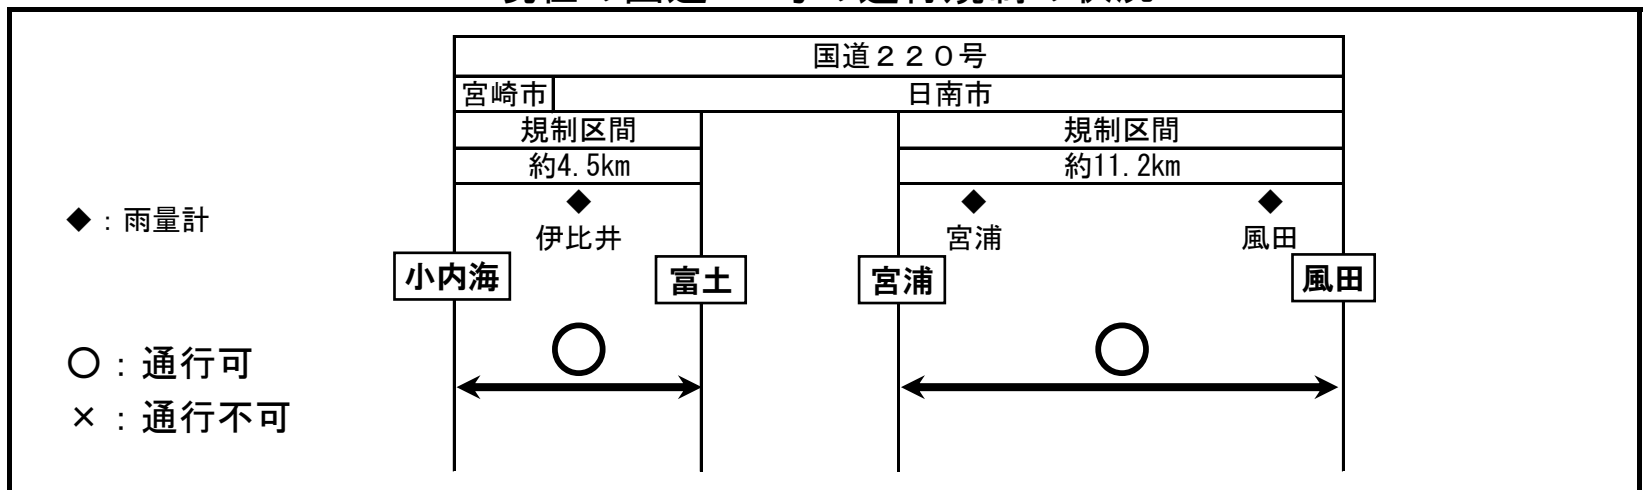 国道２２０号
宮崎市 日南市
規制区間 規制区間
約4.5km 約11.2km
◆ ◆ ◆
◆：雨量計
伊比井 宮浦 風田
小内海 富土 宮浦 風田
○ ○
○：通行可
×：通行不可